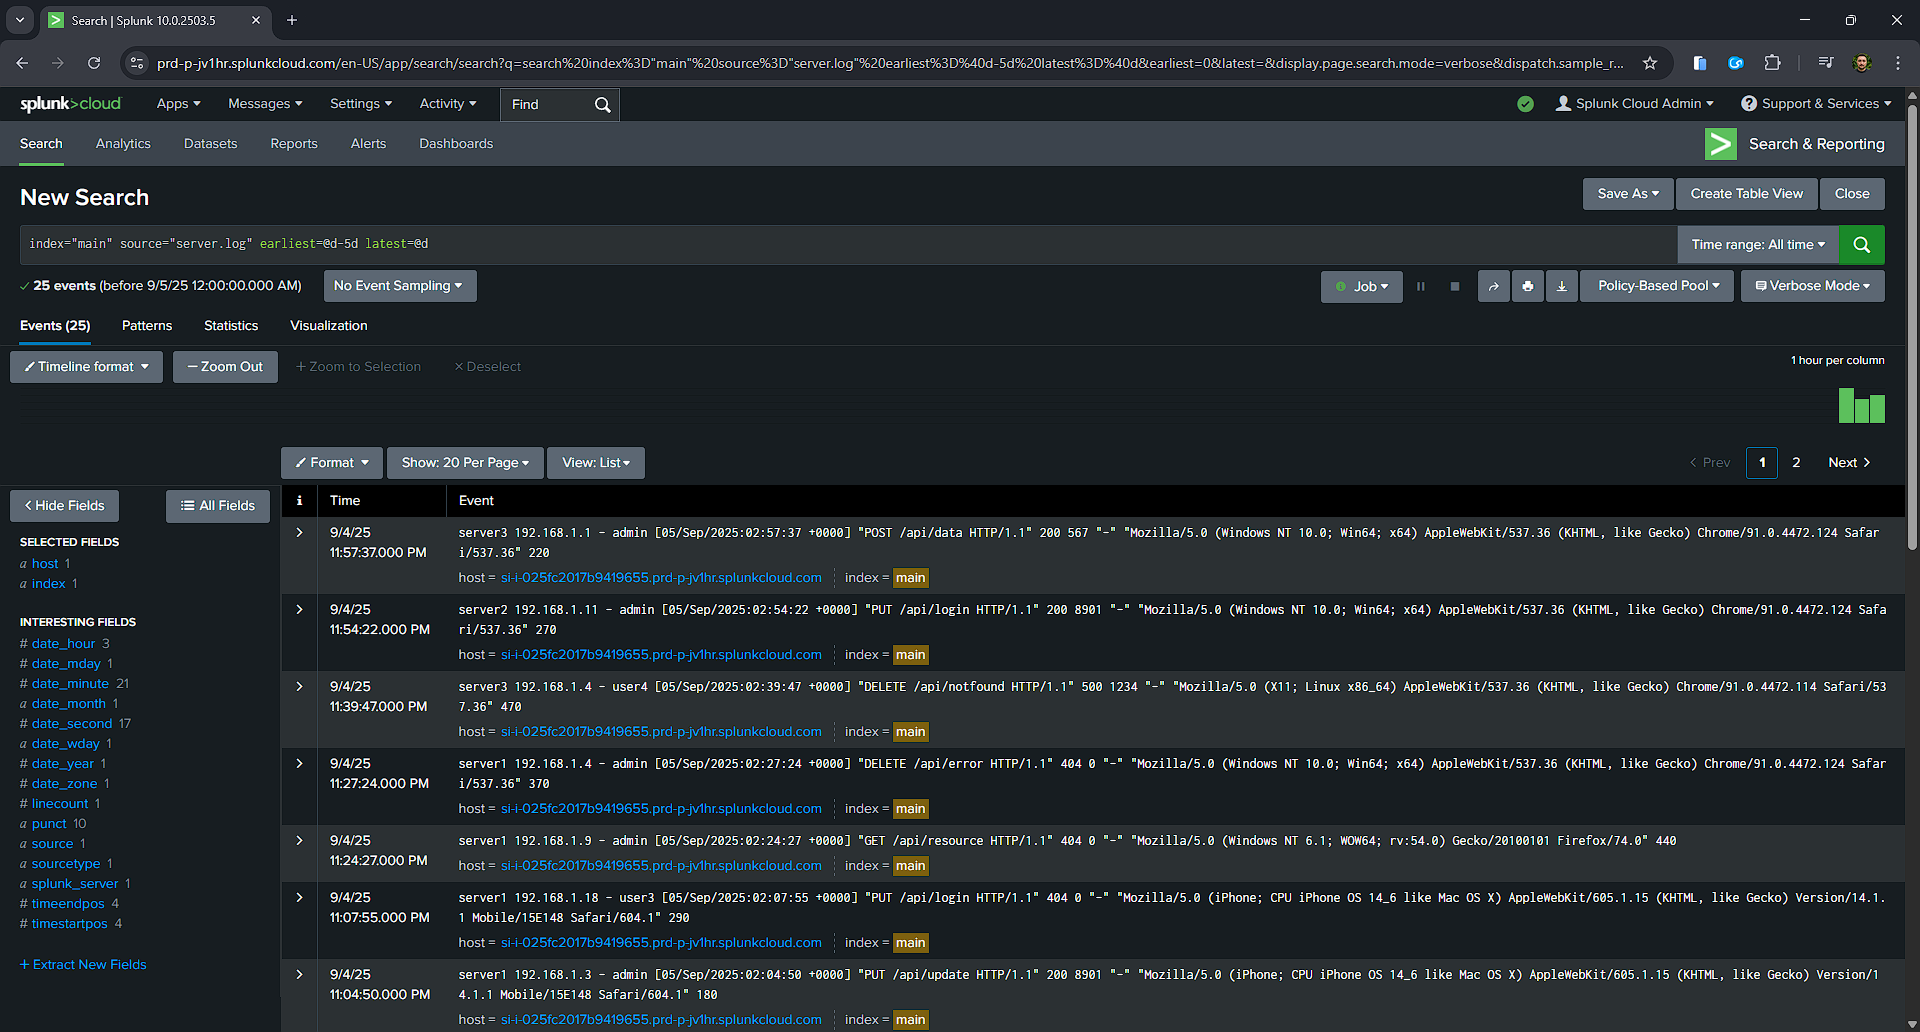 Search | Splunk 10.0.2503.5
prd-p-jv1hr.splunkcloud.com/en-US/app/search/search?q=search%20index%3D"main"%20source%3D"server.log"%20earliest%3D%40d-5d%20latest%3D%40d&earliest=0&latest=&display.page.search.mode=verbose&dispatch.sample_r...
splunk>cloud Apps Messages Settings Activity Find Splunk Cloud Admin Support & Services
Search Analytics Datasets Reports Alerts Dashboards Search & Reporting
New Search Save As Create Table View Close
index="main" source="server.log" earliest=@d-5d latest=@d Time range: All time
25 events (before 9/5/25 12:00:00.000 AM) No Event Sampling Job Policy-Based Pool Verbose Mode
Events (25) Patterns Statistics Visualization
Timeline format — Zoom Out + Zoom to Selection × Deselect 1 hour per column
Format Show: 20 Per Page View: List < Prev 1 2 Next >
< Hide Fields All Fields
SELECTED FIELDS
a host 1
a index 1
INTERESTING FIELDS
# date_hour 3
# date_mday 1
# date_minute 21
a date_month 1
# date_second 17
a date_wday 1
# date_year 1
# date_zone 1
# linecount 1
a punct 10
a source 1
a sourcetype 1
a splunk_server 1
# timeendpos 4
# timestartpos 4
+ Extract New Fields
i Time Event
9/4/25
11:57:37.000 PM
server3 192.168.1.1 - admin [05/Sep/2025:02:57:37 +0000] "POST /api/data HTTP/1.1" 200 567 "-" "Mozilla/5.0 (Windows NT 10.0; Win64; x64) AppleWebKit/537.36 (KHTML, like Gecko) Chrome/91.0.4472.124 Safar
i/537.36" 220
host = si-i-025fc2017b9419655.prd-p-jv1hr.splunkcloud.com index = main
9/4/25
11:54:22.000 PM
server2 192.168.1.11 - admin [05/Sep/2025:02:54:22 +0000] "PUT /api/login HTTP/1.1" 200 8901 "-" "Mozilla/5.0 (Windows NT 10.0; Win64; x64) AppleWebKit/537.36 (KHTML, like Gecko) Chrome/91.0.4472.124 Safa
ri/537.36" 270
host = si-i-025fc2017b9419655.prd-p-jv1hr.splunkcloud.com index = main
9/4/25
11:39:47.000 PM
server3 192.168.1.4 - user4 [05/Sep/2025:02:39:47 +0000] "DELETE /api/notfound HTTP/1.1" 500 1234 "-" "Mozilla/5.0 (X11; Linux x86_64) AppleWebKit/537.36 (KHTML, like Gecko) Chrome/91.0.4472.114 Safari/53
7.36" 470
host = si-i-025fc2017b9419655.prd-p-jv1hr.splunkcloud.com index = main
9/4/25
11:27:24.000 PM
server1 192.168.1.4 - admin [05/Sep/2025:02:27:24 +0000] "DELETE /api/error HTTP/1.1" 404 0 "-" "Mozilla/5.0 (Windows NT 10.0; Win64; x64) AppleWebKit/537.36 (KHTML, like Gecko) Chrome/91.0.4472.124 Safar
i/537.36" 370
host = si-i-025fc2017b9419655.prd-p-jv1hr.splunkcloud.com index = main
9/4/25
11:24:27.000 PM
server1 192.168.1.9 - admin [05/Sep/2025:02:24:27 +0000] "GET /api/resource HTTP/1.1" 404 0 "-" "Mozilla/5.0 (Windows NT 6.1; WOW64; rv:54.0) Gecko/20100101 Firefox/74.0" 440
host = si-i-025fc2017b9419655.prd-p-jv1hr.splunkcloud.com index = main
9/4/25
11:07:55.000 PM
server1 192.168.1.18 - user3 [05/Sep/2025:02:07:55 +0000] "PUT /api/login HTTP/1.1" 404 0 "-" "Mozilla/5.0 (iPhone; CPU iPhone OS 14_6 like Mac OS X) AppleWebKit/605.1.15 (KHTML, like Gecko) Version/14.1.
1 Mobile/15E148 Safari/604.1" 290
host = si-i-025fc2017b9419655.prd-p-jv1hr.splunkcloud.com index = main
9/4/25
11:04:50.000 PM
server1 192.168.1.3 - admin [05/Sep/2025:02:04:50 +0000] "PUT /api/update HTTP/1.1" 200 8901 "-" "Mozilla/5.0 (iPhone; CPU iPhone OS 14_6 like Mac OS X) AppleWebKit/605.1.15 (KHTML, like Gecko) Version/1
4.1.1 Mobile/15E148 Safari/604.1" 180
host = si-i-025fc2017b9419655.prd-p-jv1hr.splunkcloud.com index = main